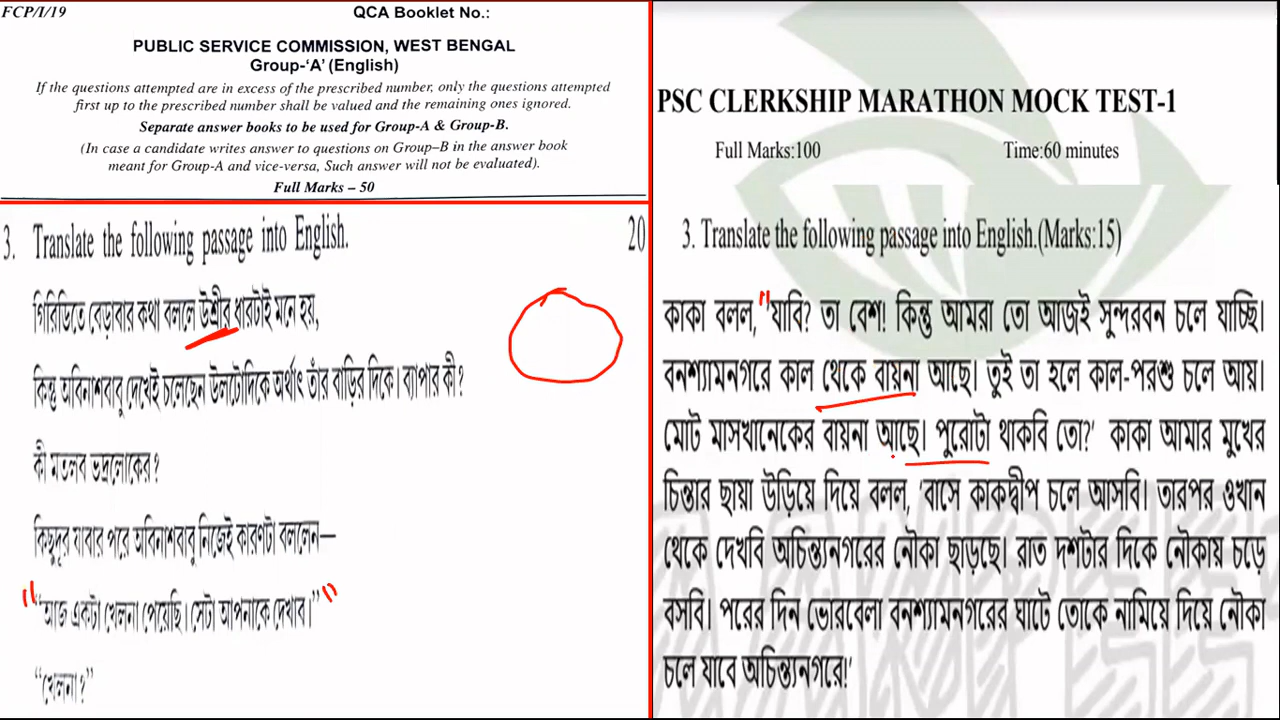 FCP/I/19
QCA Booklet No.:
PUBLIC SERVICE COMMISSION, WEST BENGAL
Group-‘A’ (English)
If the questions attempted are in excess of the prescribed number, only the questions attempted
first up to the prescribed number shall be valued and the remaining ones ignored.
Separate answer books to be used for Group-A & Group-B.
(In case a candidate writes answer to questions on Group–B in the answer book
meant for Group-A and vice-versa, Such answer will not be evaluated).
Full Marks – 50
3. Translate the following passage into English. 20
গিরিডিতে বেড়াবার কথা বললে উশ্রীর ধারটাই মনে হয়,
কিন্তু অবিনাশবাবু দেখেই চলেছেন উলটোদিকে অর্থাৎ তাঁর বাড়ির দিকে। ব্যাপার কী?
কী মতলব ভদ্রলোকের?
কিছুদূর যাবার পরে অবিনাশবাবু নিজেই কারণটা বললেন—
“আজ একটা খেলনা পেয়েছি। সেটা আপনাকে দেখাব।”
“খেলনা?”
PSC CLERKSHIP MARATHON MOCK TEST-1
Full Marks:100 Time:60 minutes
3. Translate the following passage into English.(Marks:15)
কাকা বলল, ‘যাবি? তা বেশ! কিন্তু আমরা তো আজই সুন্দরবন চলে যাচ্ছি।
বনশ্যামনগরে কাল থেকে বায়না আছে। তুই তা হলে কাল-পরশু চলে আয়।
মোট মাসখানেকের বায়না আছে। পুরোটা থাকবি তো?’ কাকা আমার মুখের
চিন্তার ছায়া উড়িয়ে দিয়ে বলল, ‘বাসে কাকদ্বীপ চলে আসবি। তারপর ওখান
থেকে দেখবি অচিন্ত্যনগরের নৌকা ছাড়ছে। রাত দশটার দিকে নৌকায় চড়ে
বসবি। পরের দিন ভোরবেলা বনশ্যামনগরের ঘাটে তোকে নামিয়ে দিয়ে নৌকা
চলে যাবে অচিন্ত্যনগরে।’